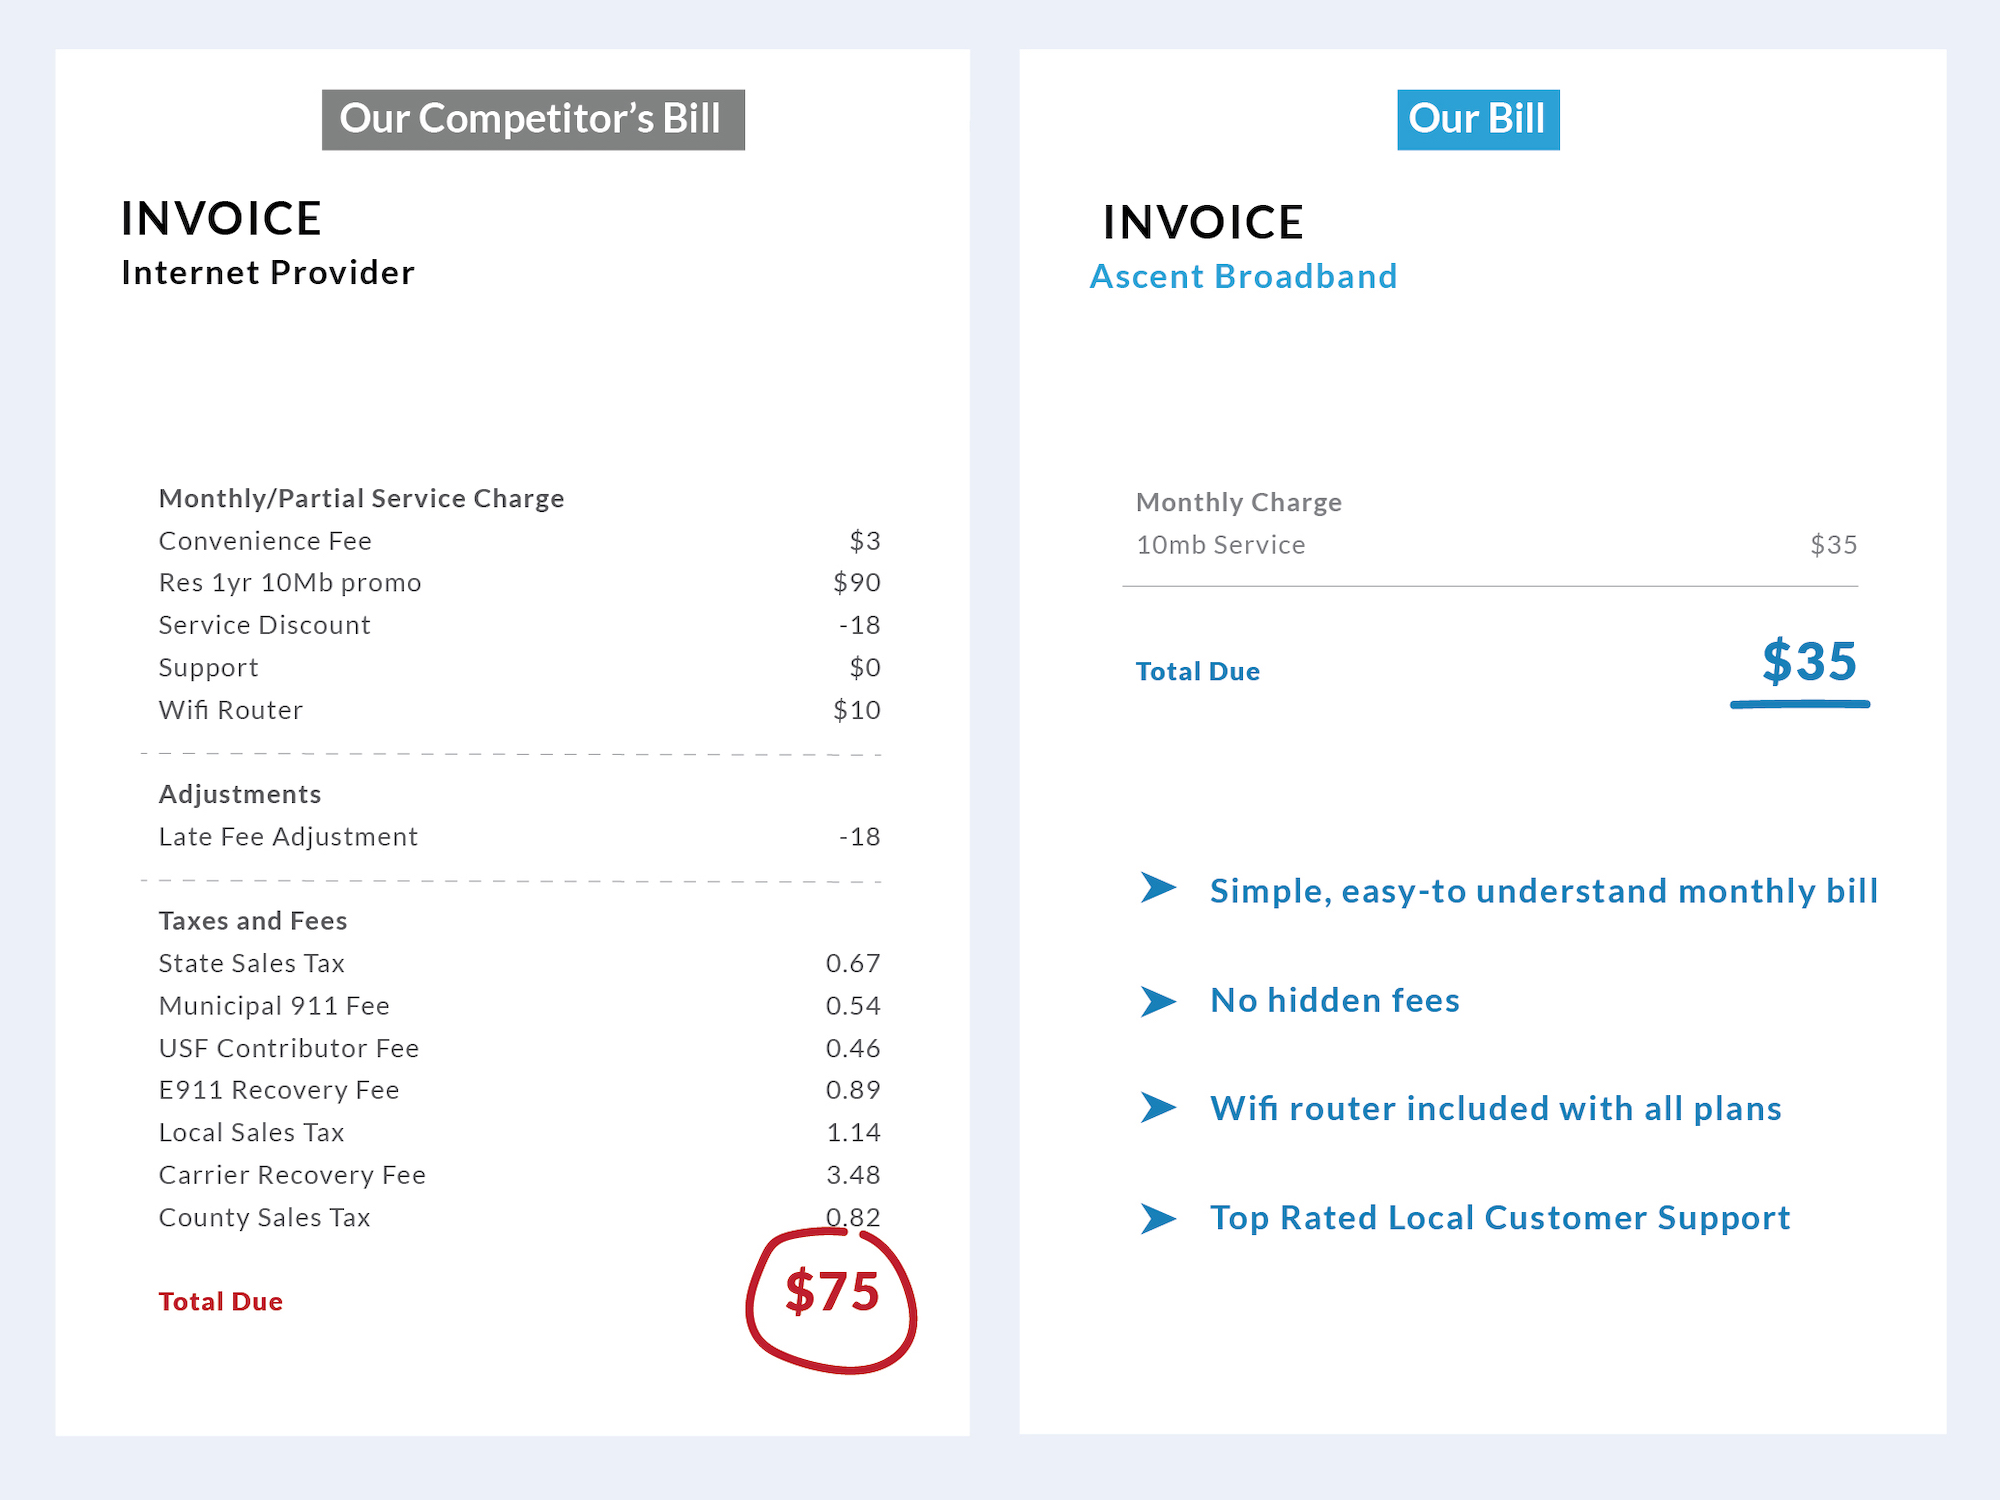 Our Competitor's Bill
INVOICE
Internet Provider
Monthly/Partial Service Charge
Convenience Fee $3
Res 1yr 10Mb promo $90
Service Discount -18
Support $0
Wifi Router $10
Adjustments
Late Fee Adjustment -18
Taxes and Fees
State Sales Tax 0.67
Municipal 911 Fee 0.54
USF Contributor Fee 0.46
E911 Recovery Fee 0.89
Local Sales Tax 1.14
Carrier Recovery Fee 3.48
County Sales Tax 0.82
Total Due $75
Our Bill
INVOICE
Ascent Broadband
Monthly Charge
10mb Service $35
Total Due $35
Simple, easy-to understand monthly bill
No hidden fees
Wifi router included with all plans
Top Rated Local Customer Support